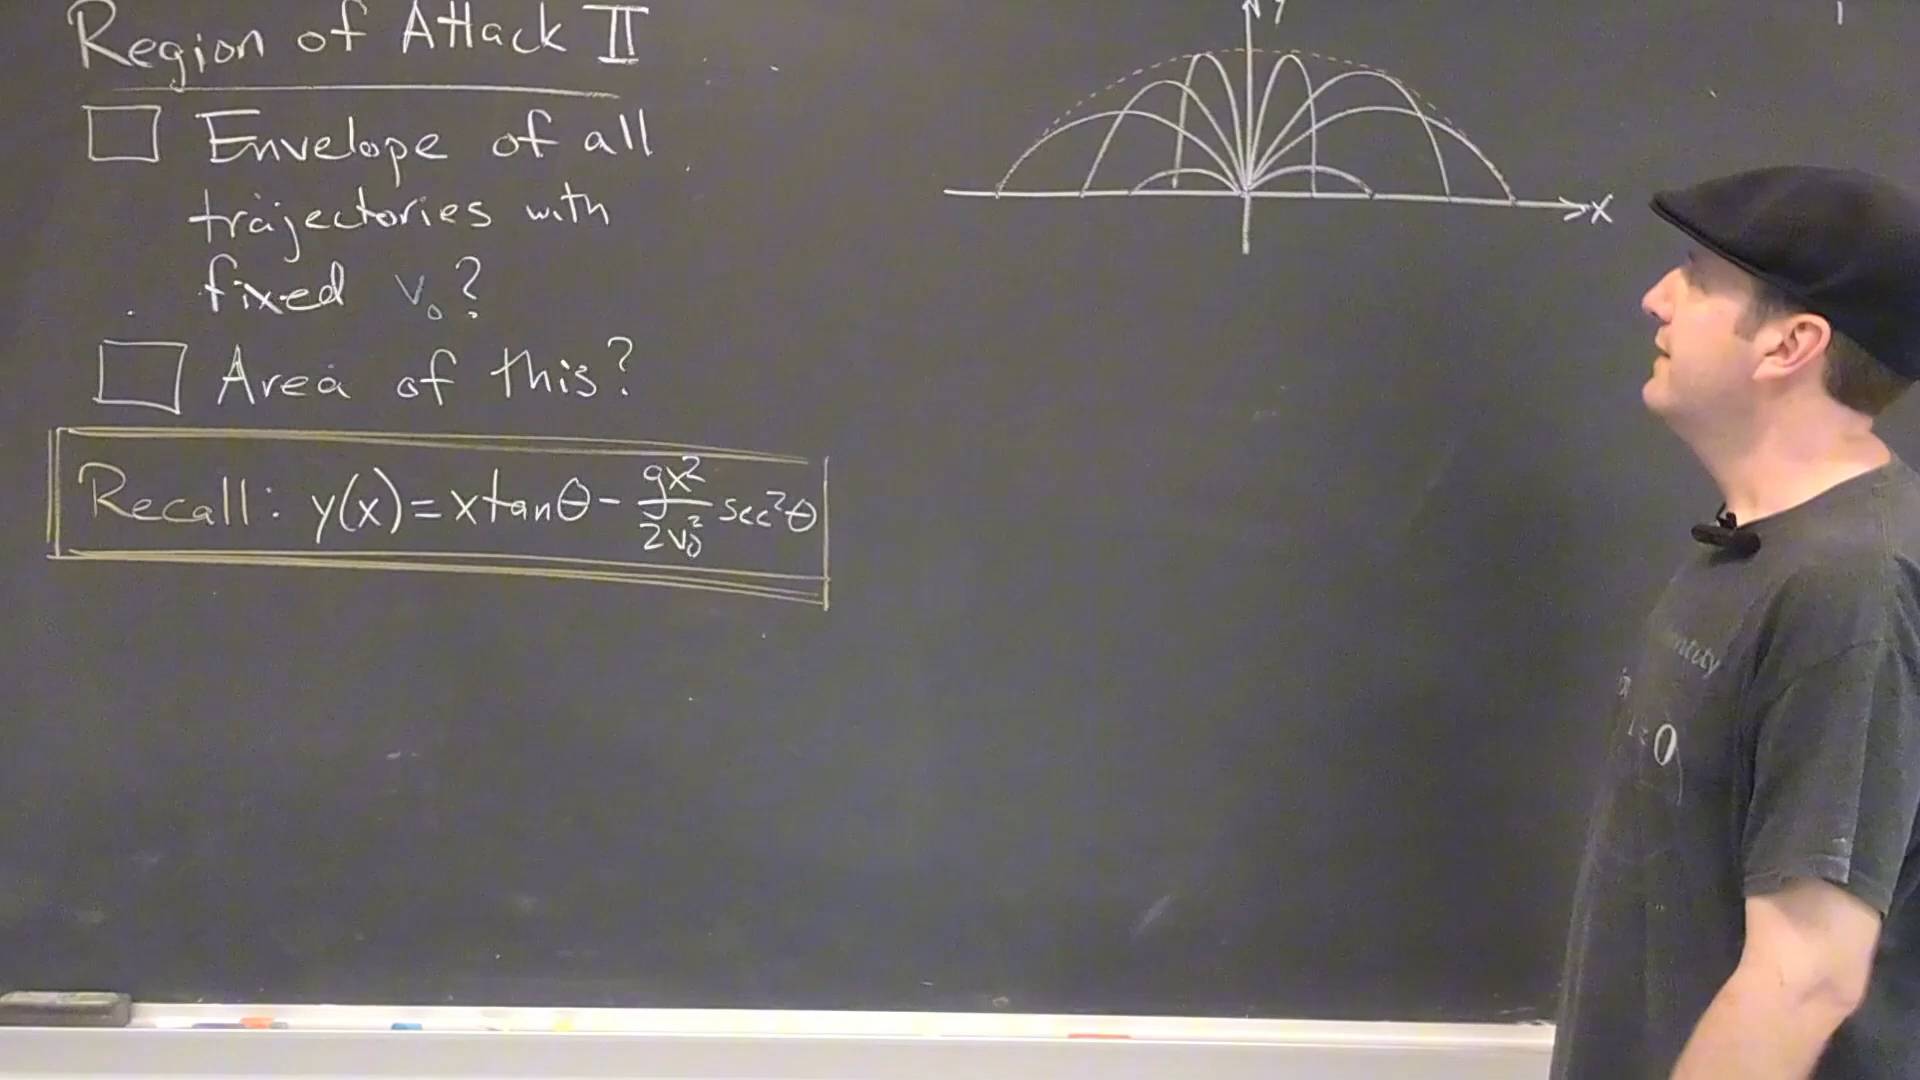 Region of Attack II
Envelope of all
trajectories with
fixed v₀?
Area of this?
Recall: y(x) = x tanθ - gx²/2v₀² sec²θ
y
x